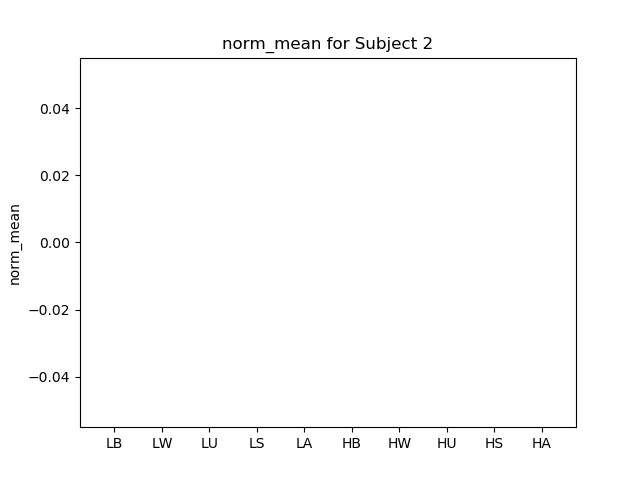 norm_mean for Subject 2
norm_mean
0.04
0.02
0.00
−0.02
−0.04
LB LW LU LS LA HB HW HU HS HA